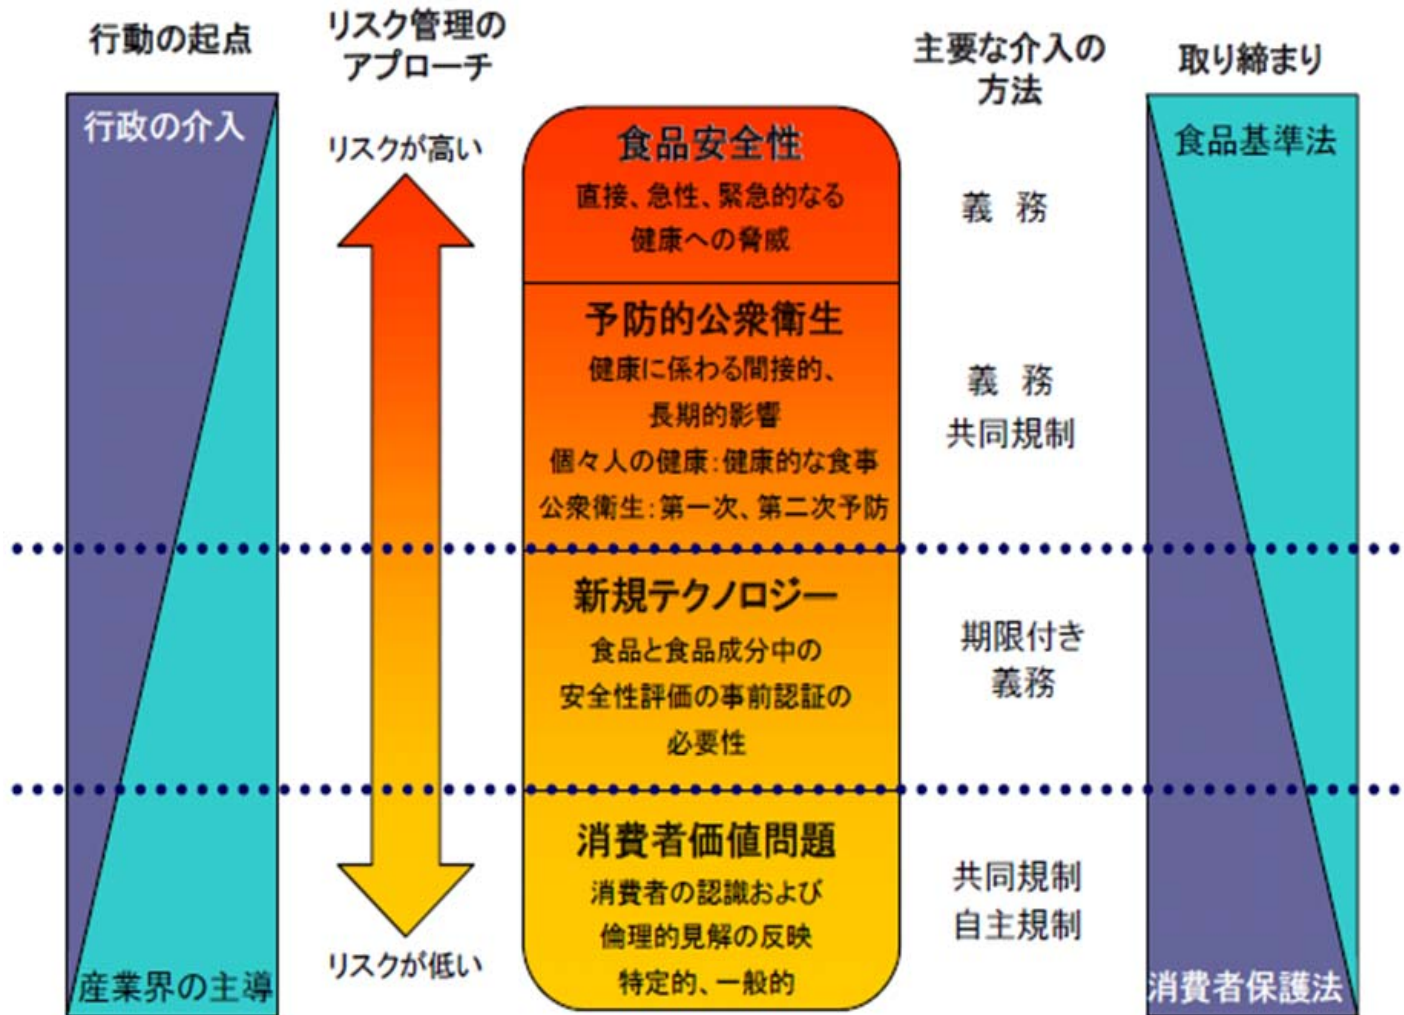 行動の起点
リスク管理の
アプローチ
主要な介入の
方法
取り締まり
行政の介入
リスクが高い
食品安全性
直接、急性、緊急的なる
健康への脅威
義 務
食品基準法
予防的公衆衛生
健康に係わる間接的、
長期的影響
個々人の健康：健康的な食事
公衆衛生：第一次、第二次予防
義 務
共同規制
新規テクノロジー
食品と食品成分中の
安全性評価の事前認証の
必要性
期限付き
義務
消費者価値問題
消費者の認識および
倫理的見解の反映
特定的、一般的
共同規制
自主規制
産業界の主導
リスクが低い
消費者保護法